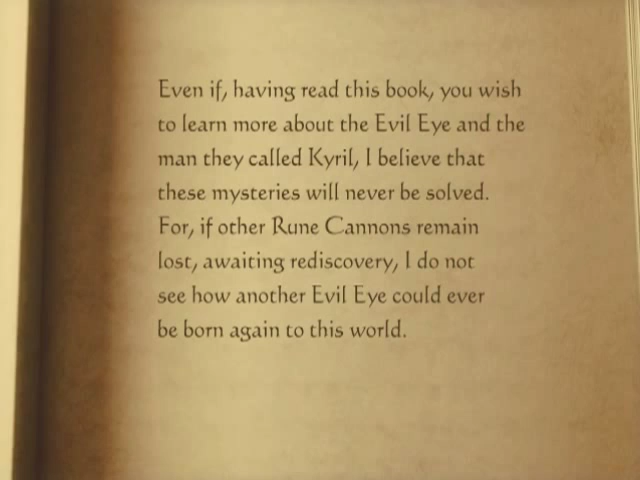 Even if, having read this book, you wish
to learn more about the Evil Eye and the
man they called Kyril, I believe that
these mysteries will never be solved.
For, if other Rune Cannons remain
lost, awaiting rediscovery, I do not
see how another Evil Eye could ever
be born again to this world.